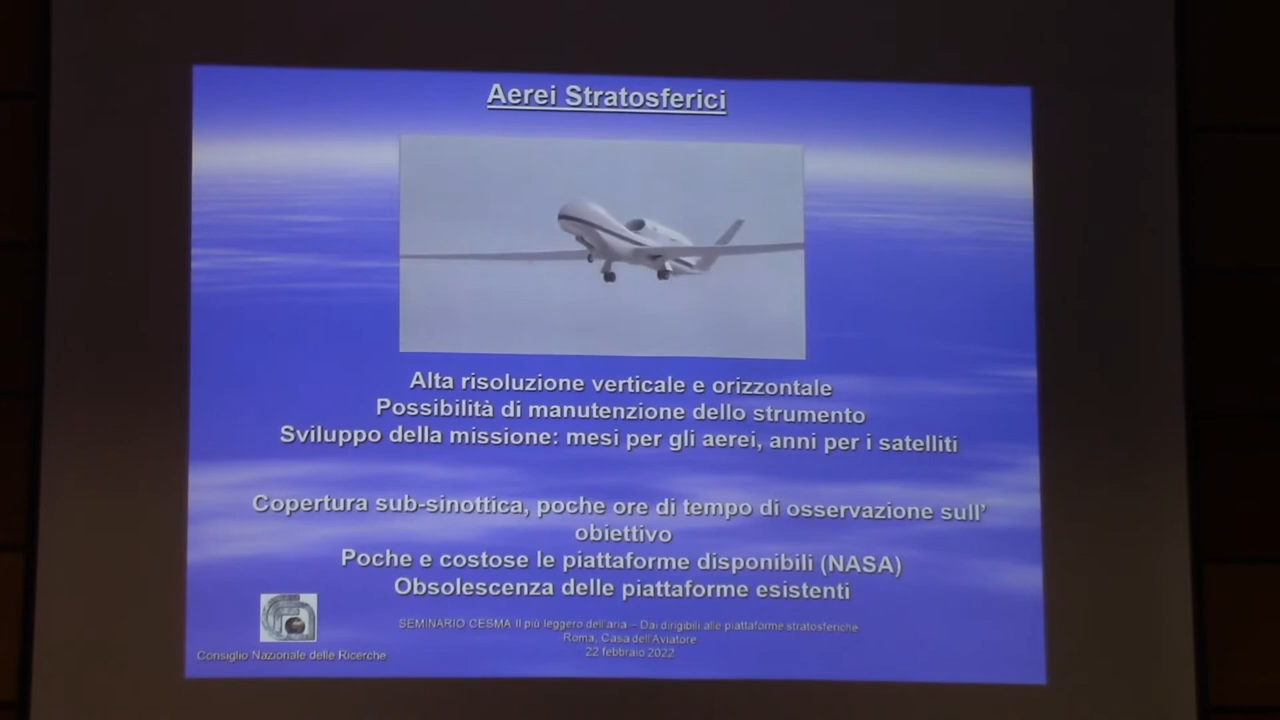 Aerei Stratosferici
Alta risoluzione verticale e orizzontale
Possibilità di manutenzione dello strumento
Sviluppo della missione: mesi per gli aerei, anni per i satelliti
Copertura sub-sinottica, poche ore di tempo di osservazione sull'
obiettivo
Poche e costose le piattaforme disponibili (NASA)
Obsolescenza delle piattaforme esistenti
SEMINARIO CESMA Il più leggero dell'aria – Dai dirigibili alle piattaforme stratosferiche
Roma, Casa dell'Aviatore
22 febbraio 2022
Consiglio Nazionale delle Ricerche